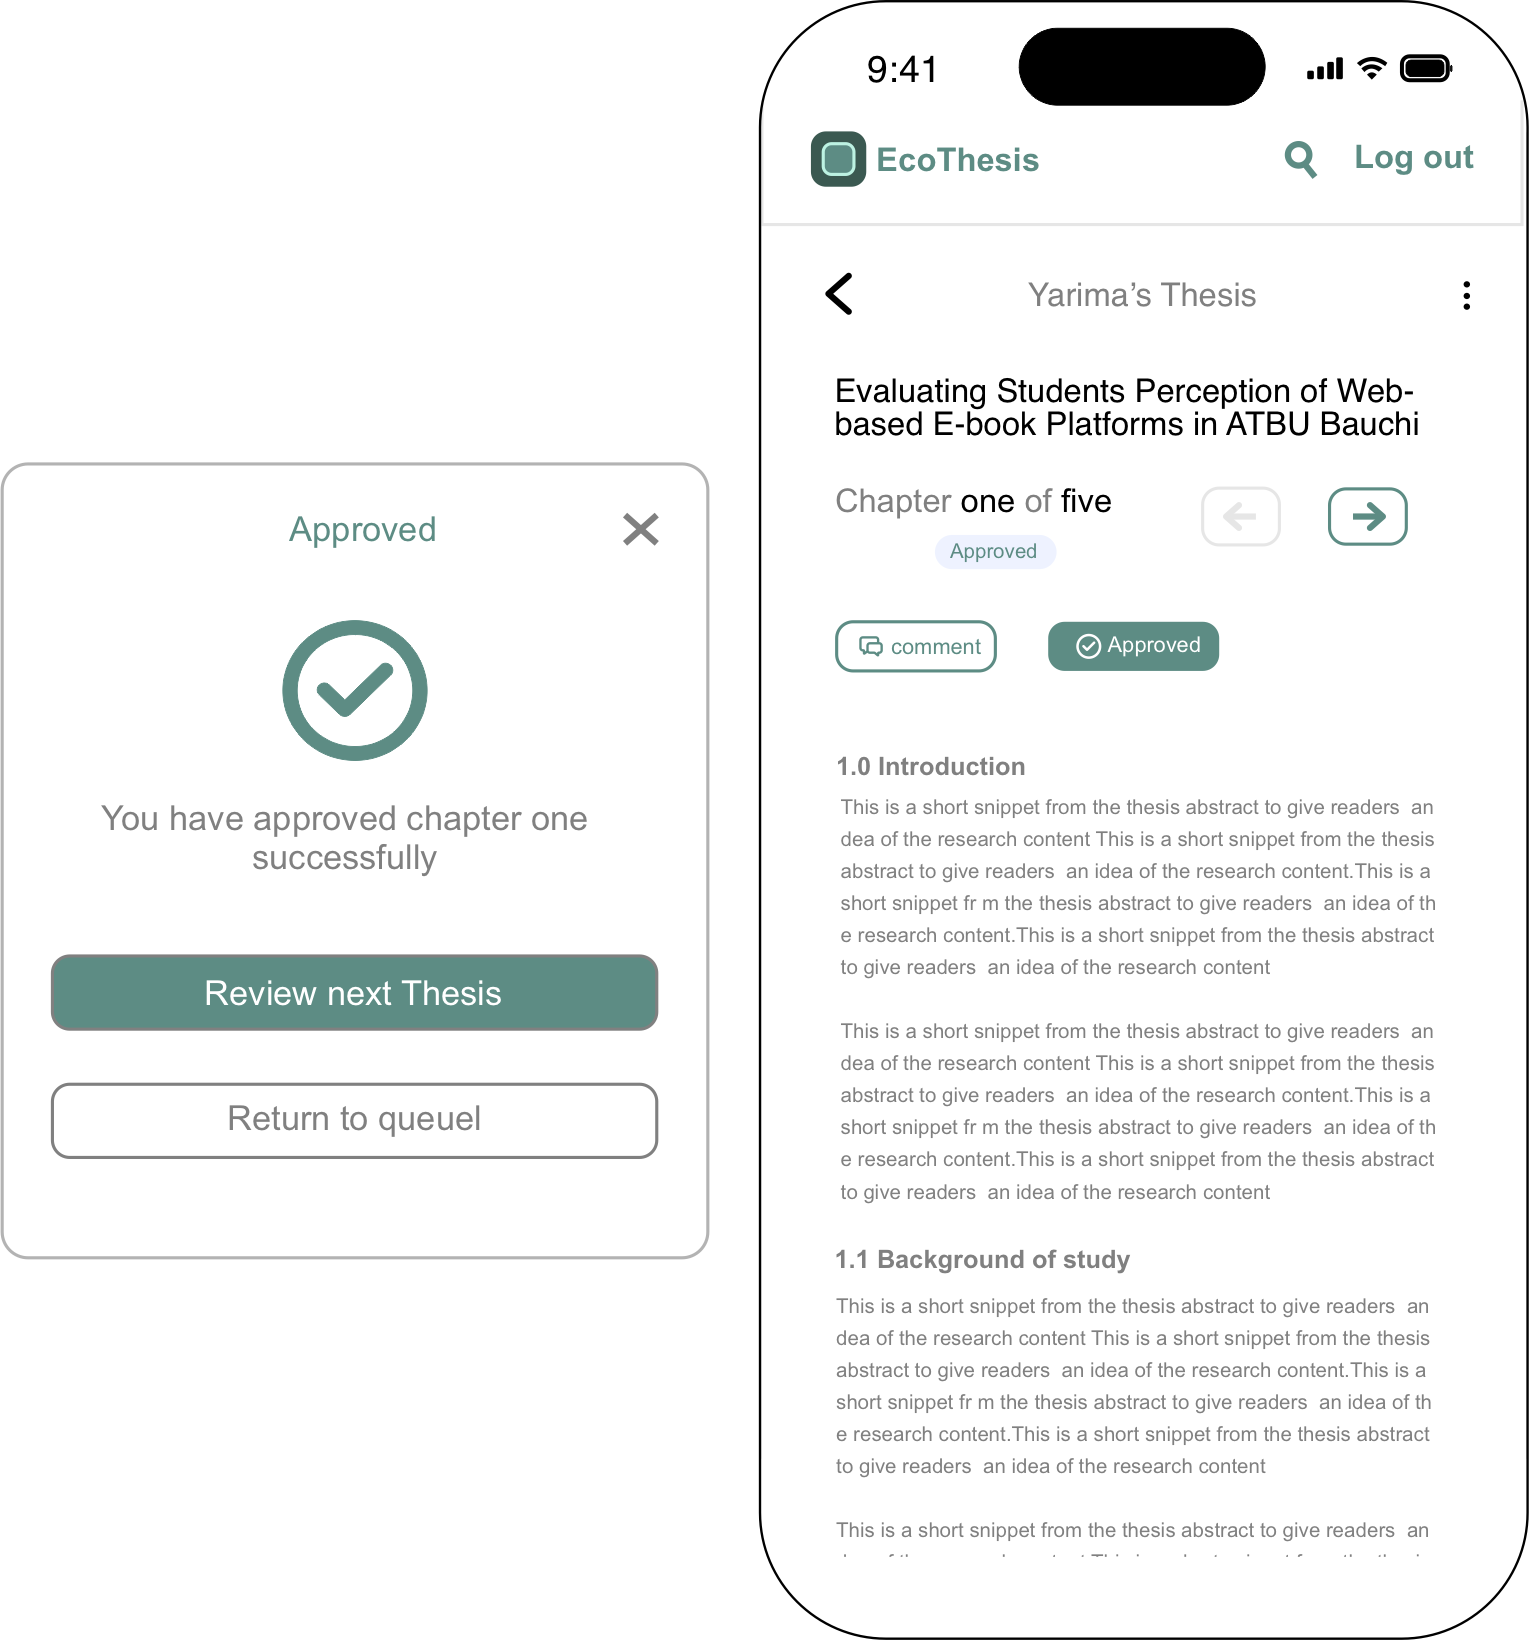 Approved
You have approved chapter one
successfully
Review next Thesis
Return to queuel
9:41
EcoThesis
Log out
Yarima’s Thesis
Evaluating Students Perception of Web-
based E-book Platforms in ATBU Bauchi
Chapter one of five
Approved
comment
Approved
1.0 Introduction
This is a short snippet from the thesis abstract to give readers  an
dea of the research content This is a short snippet from the thesis
abstract to give readers  an idea of the research content.This is a
short snippet fr m the thesis abstract to give readers  an idea of th
e research content.This is a short snippet from the thesis abstract
to give readers  an idea of the research content
This is a short snippet from the thesis abstract to give readers  an
dea of the research content This is a short snippet from the thesis
abstract to give readers  an idea of the research content.This is a
short snippet fr m the thesis abstract to give readers  an idea of th
e research content.This is a short snippet from the thesis abstract
to give readers  an idea of the research content
1.1 Background of study
This is a short snippet from the thesis abstract to give readers  an
dea of the research content This is a short snippet from the thesis
abstract to give readers  an idea of the research content.This is a
short snippet fr m the thesis abstract to give readers  an idea of th
e research content.This is a short snippet from the thesis abstract
to give readers  an idea of the research content
This is a short snippet from the thesis abstract to give readers  an